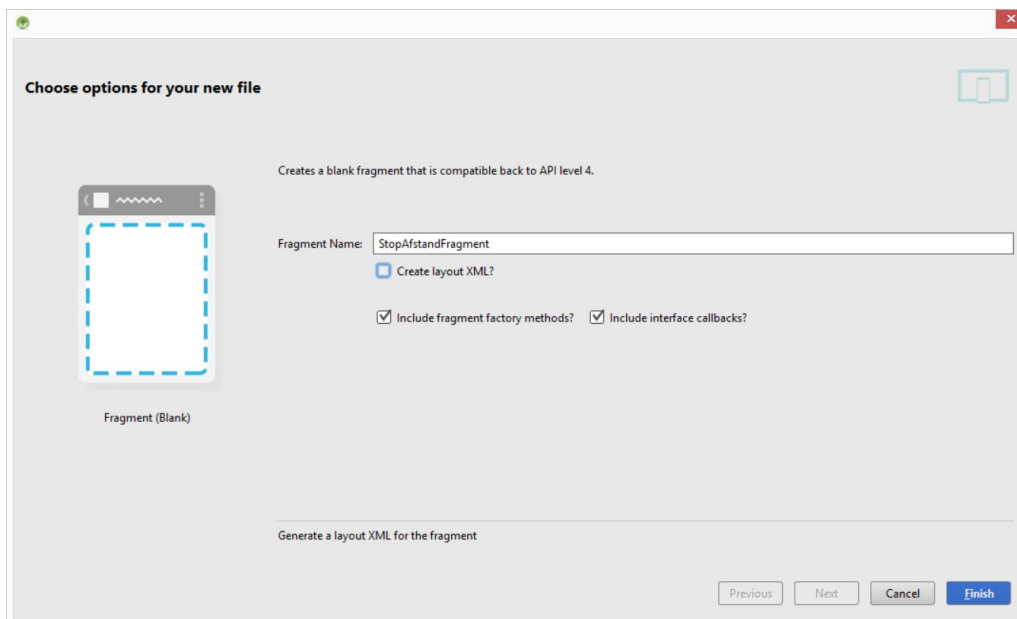 Choose options for your new file
Creates a blank fragment that is compatible back to API level 4.
Fragment Name: StopAfstandFragment
Create layout XML?
Include fragment factory methods? Include interface callbacks?
Fragment (Blank)
Generate a layout XML for the fragment
Previous Next Cancel Finish